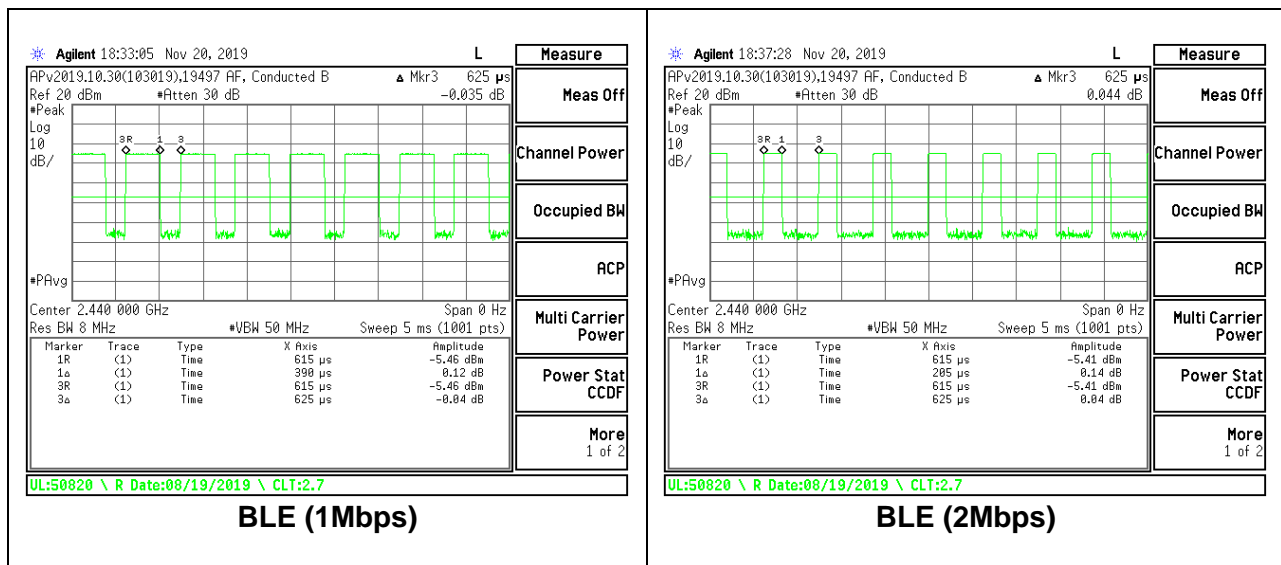 Agilent 18:33:05 Nov 20, 2019 L Measure
APv2019.10.30(103019),19497 AF, Conducted B Δ Mkr3 625 µs
Ref 20 dBm #Atten 30 dB -0.035 dB
Meas Off
#Peak
Log
10
dB/
3R 1 3
Channel Power
Occupied BW
ACP
#PAvg
Center 2.440 000 GHz Span 0 Hz
Res BW 8 MHz #VBW 50 MHz Sweep 5 ms (1001 pts)
Multi Carrier
Power
Marker Trace Type X Axis Amplitude
1R (1) Time 615 µs -5.46 dBm
1Δ (1) Time 390 µs 0.12 dB
3R (1) Time 615 µs -5.46 dBm
3Δ (1) Time 625 µs -0.04 dB
Power Stat
CCDF
More
1 of 2
UL:50820 \ R Date:08/19/2019 \ CLT:2.7
BLE (1Mbps)
Agilent 18:37:28 Nov 20, 2019 L Measure
APv2019.10.30(103019),19497 AF, Conducted B Δ Mkr3 625 µs
Ref 20 dBm #Atten 30 dB 0.044 dB
Meas Off
#Peak
Log
10
dB/
3R 1 3
Channel Power
Occupied BW
ACP
#PAvg
Center 2.440 000 GHz Span 0 Hz
Res BW 8 MHz #VBW 50 MHz Sweep 5 ms (1001 pts)
Multi Carrier
Power
Marker Trace Type X Axis Amplitude
1R (1) Time 615 µs -5.41 dBm
1Δ (1) Time 205 µs 0.14 dB
3R (1) Time 615 µs -5.41 dBm
3Δ (1) Time 625 µs 0.04 dB
Power Stat
CCDF
More
1 of 2
UL:50820 \ R Date:08/19/2019 \ CLT:2.7
BLE (2Mbps)